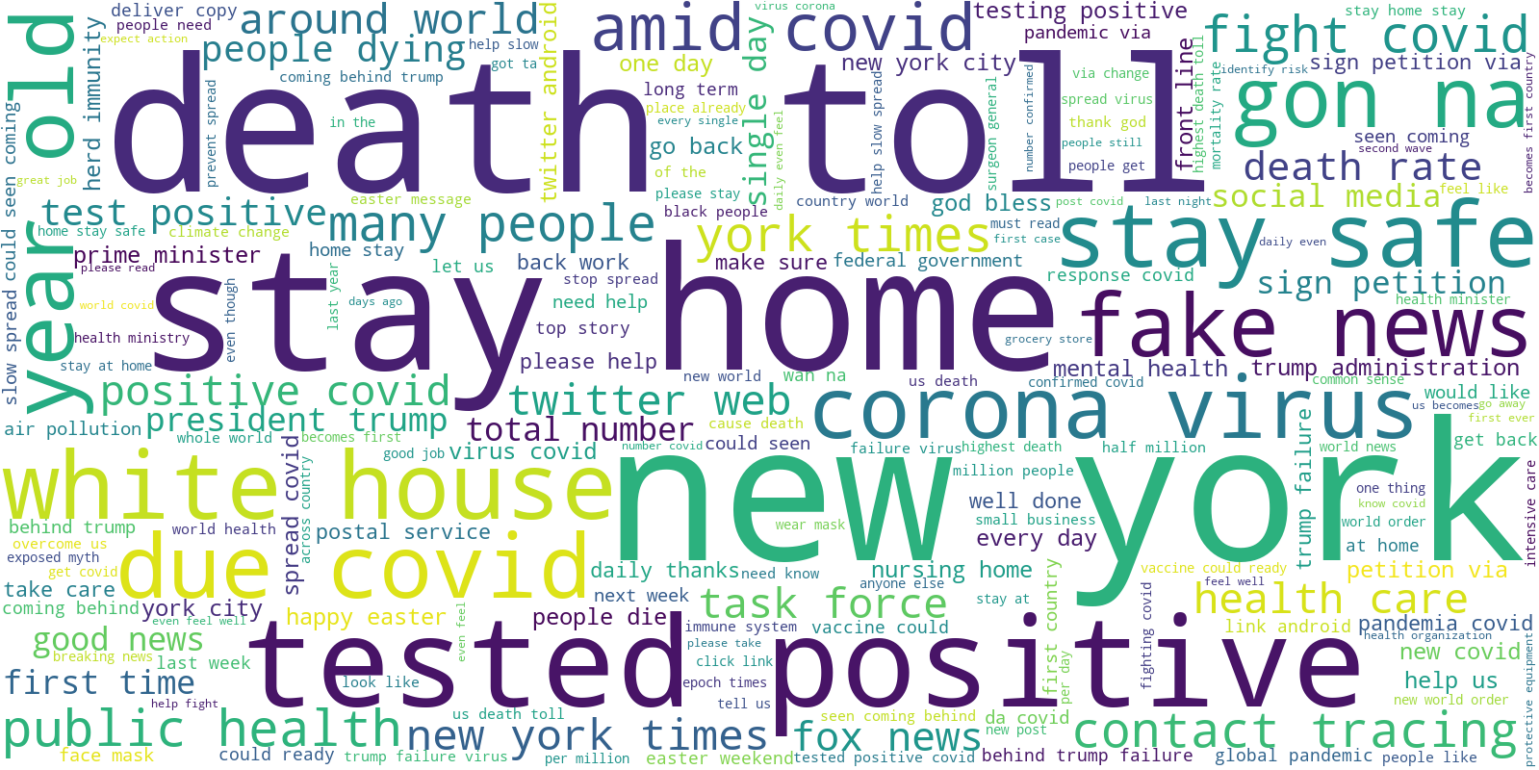 deliver copy
around world
virus corona
testing positive
stay home stay
people need
expect action
people dying
help slow
amid covid
pandemic via
fight covid
year old
herd immunity
coming behind trump
got ta
twitter android
one day
single day
new york city
via change
front line
highest death toll
identify risk
sign petition via
becomes first country
death toll
long term
place already
every single
spread virus
thank god
number confirmed
surgeon general
help slow spread
gon na
slow spread could seen coming
prevent spread
in the
go back
people still
people get
mortality rate
seen coming
second wave
great job
of the
please stay
daily even feel
death rate
easter message
black people
country world
god bless
post covid
last night
social media
feel like
test positive
many people
york times
must read
first case
stay safe
daily even
home stay safe
climate change
prime minister
please read
home stay
let us
back work
stop spread
make sure
federal government
response covid
sign petition
world covid
last year
days ago
need help
health minister
stay home
fake news
health ministry
even though
top story
grocery store
stay at home
please help
new world
wan na
us death
confirmed covid
mental health
trump administration
common sense
positive covid
twitter web
corona virus
would like
go away
us becomes
first ever
air pollution
president trump
total number
cause death
could seen
whole world
becomes first
good job
virus covid
number covid
failure virus
highest death
half million
trump failure
world news
get back
white house
spread covid
across country
new york
million people
one thing
know covid
intensive care
behind trump
world health
postal service
well done
small business
wear mask
every day
world order
at home
overcome us
exposed myth
due covid
get covid
take care
daily thanks
need know
nursing home
anyone else
vaccine could ready
feel well
petition via
coming behind
york city
happy easter
next week
task force
stay at
health care
even feel well
even feel
people die
immune system
vaccine could
first country
fighting covid
link android
pandemia covid
health organization
good news
breaking news
last week
tested positive
please take
click link
per day
new covid
protective equipment
first time
look like
epoch times
help us
help fight
tell us
new world order
public health
us death toll
new york times
seen coming behind
da covid
new post
fox news
contact tracing
face mask
could ready
trump failure virus
per million
easter weekend
tested positive covid
behind trump failure
global pandemic
people like